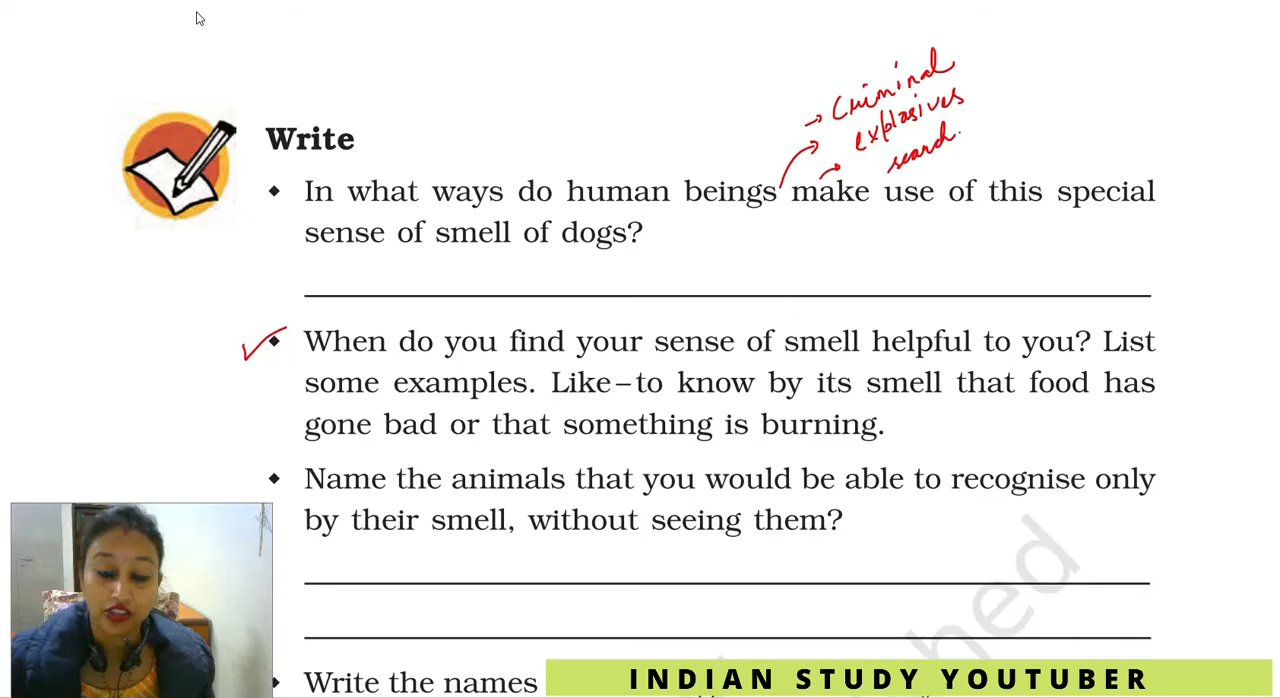 Criminal
explosives
search.
Write
In what ways do human beings make use of this special
sense of smell of dogs?
When do you find your sense of smell helpful to you? List
some examples. Like – to know by its smell that food has
gone bad or that something is burning.
Name the animals that you would be able to recognise only
by their smell, without seeing them?
hed
Write the names
INDIAN STUDY YOUTUBER